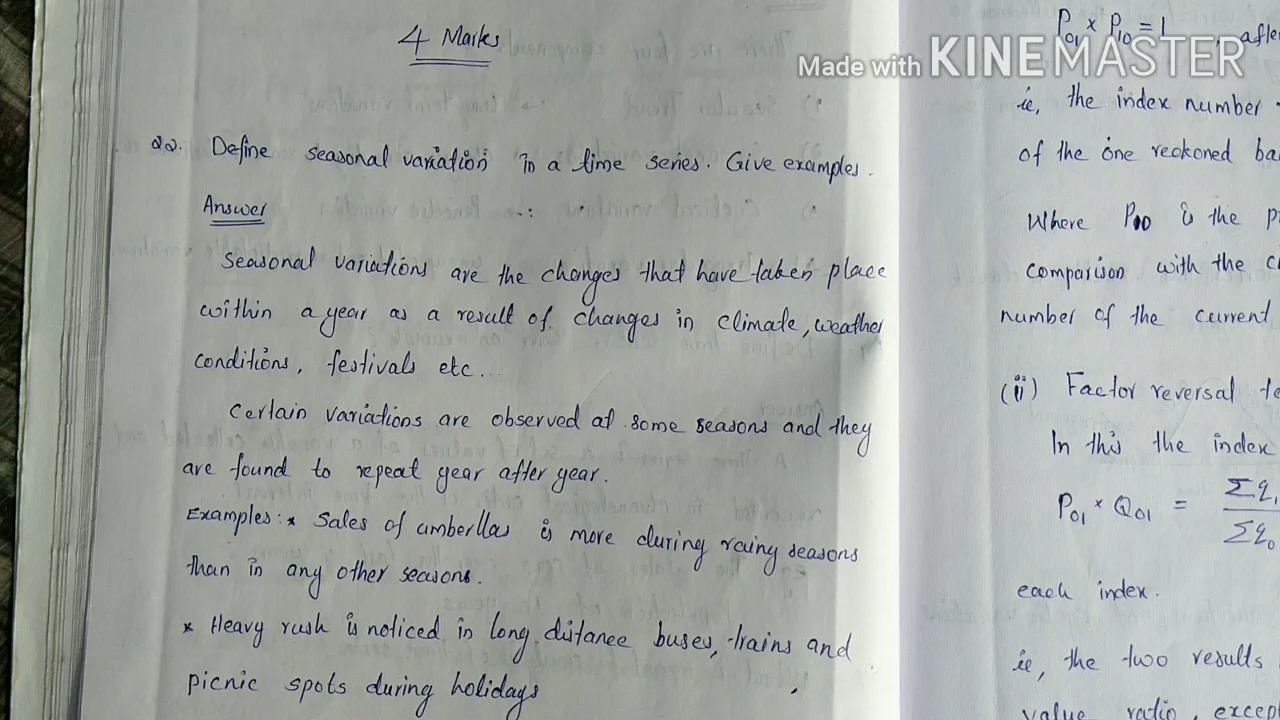 4 Marks
22. Define seasonal variation in a time series. Give examples.
Answer
Seasonal variations are the changes that have taken place
within a year as a result of changes in climate, weather
conditions, festivals etc...
Certain variations are observed at some seasons and they
are found to repeat year after year.
Examples: * Sales of umberllas is more during rainy seasons
than in any other seasons.
* Heavy rush is noticed in long distance buses, trains and
picnic spots during holidays
P01 × P10 = 1, after
Made with KINEMASTER
ie, the index number
of the one reckoned ba
Where P10 is the p
comparison with the c
number of the current
(ii) Factor reversal te
In this the index
P01 × Q01 = Σq1
Σq0
each index.
ie, the two results
value ratio, excep